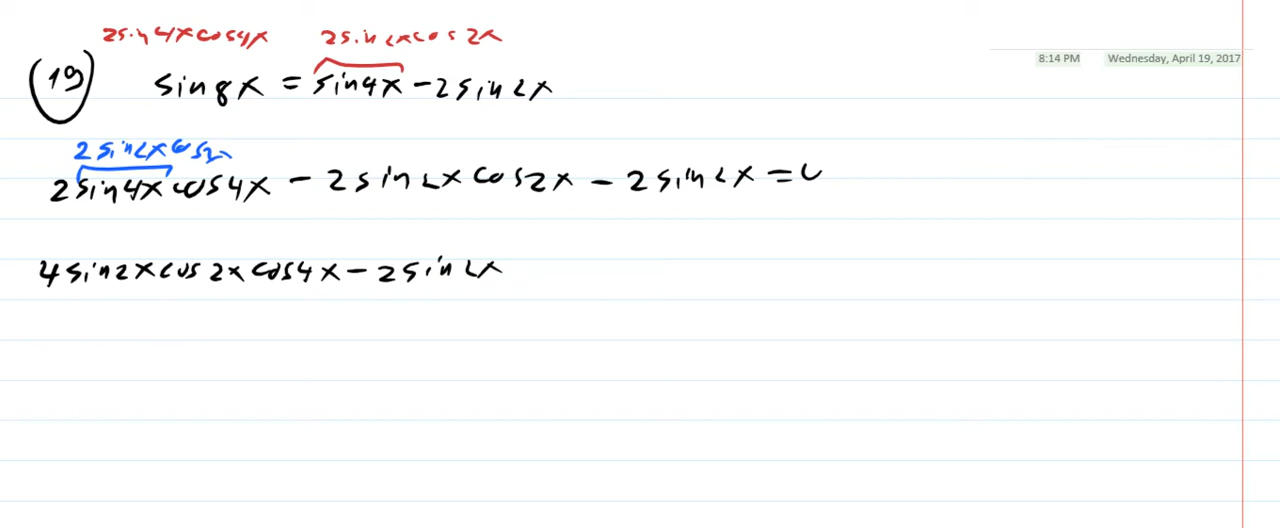 2sin4xcos4x 2sin2xcos2x
8:14 PM Wednesday, April 19, 2017
(19) sin8x = sin4x - 2sin2x
2sin2xcos2x
2sin4xcos4x - 2sin2xcos2x - 2sin2x = 0
4sin2xcos2xcos4x - 2sin2x